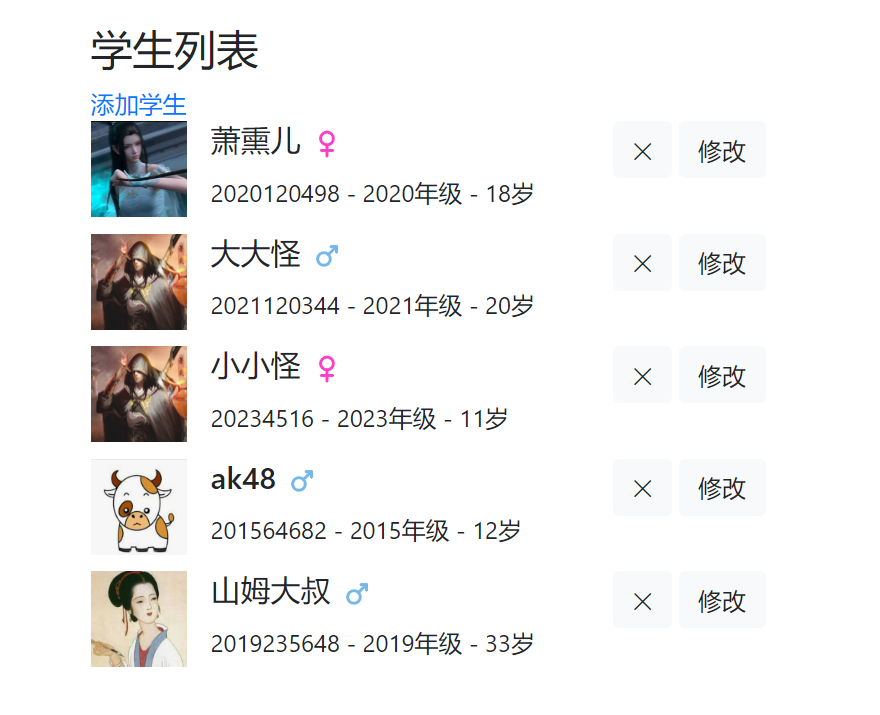 学生列表
添加学生
萧熏儿 ♀
2020120498 - 2020年级 - 18岁
× 修改
大大怪 ♂
2021120344 - 2021年级 - 20岁
× 修改
小小怪 ♀
20234516 - 2023年级 - 11岁
× 修改
ak48 ♂
201564682 - 2015年级 - 12岁
× 修改
山姆大叔 ♂
2019235648 - 2019年级 - 33岁
× 修改